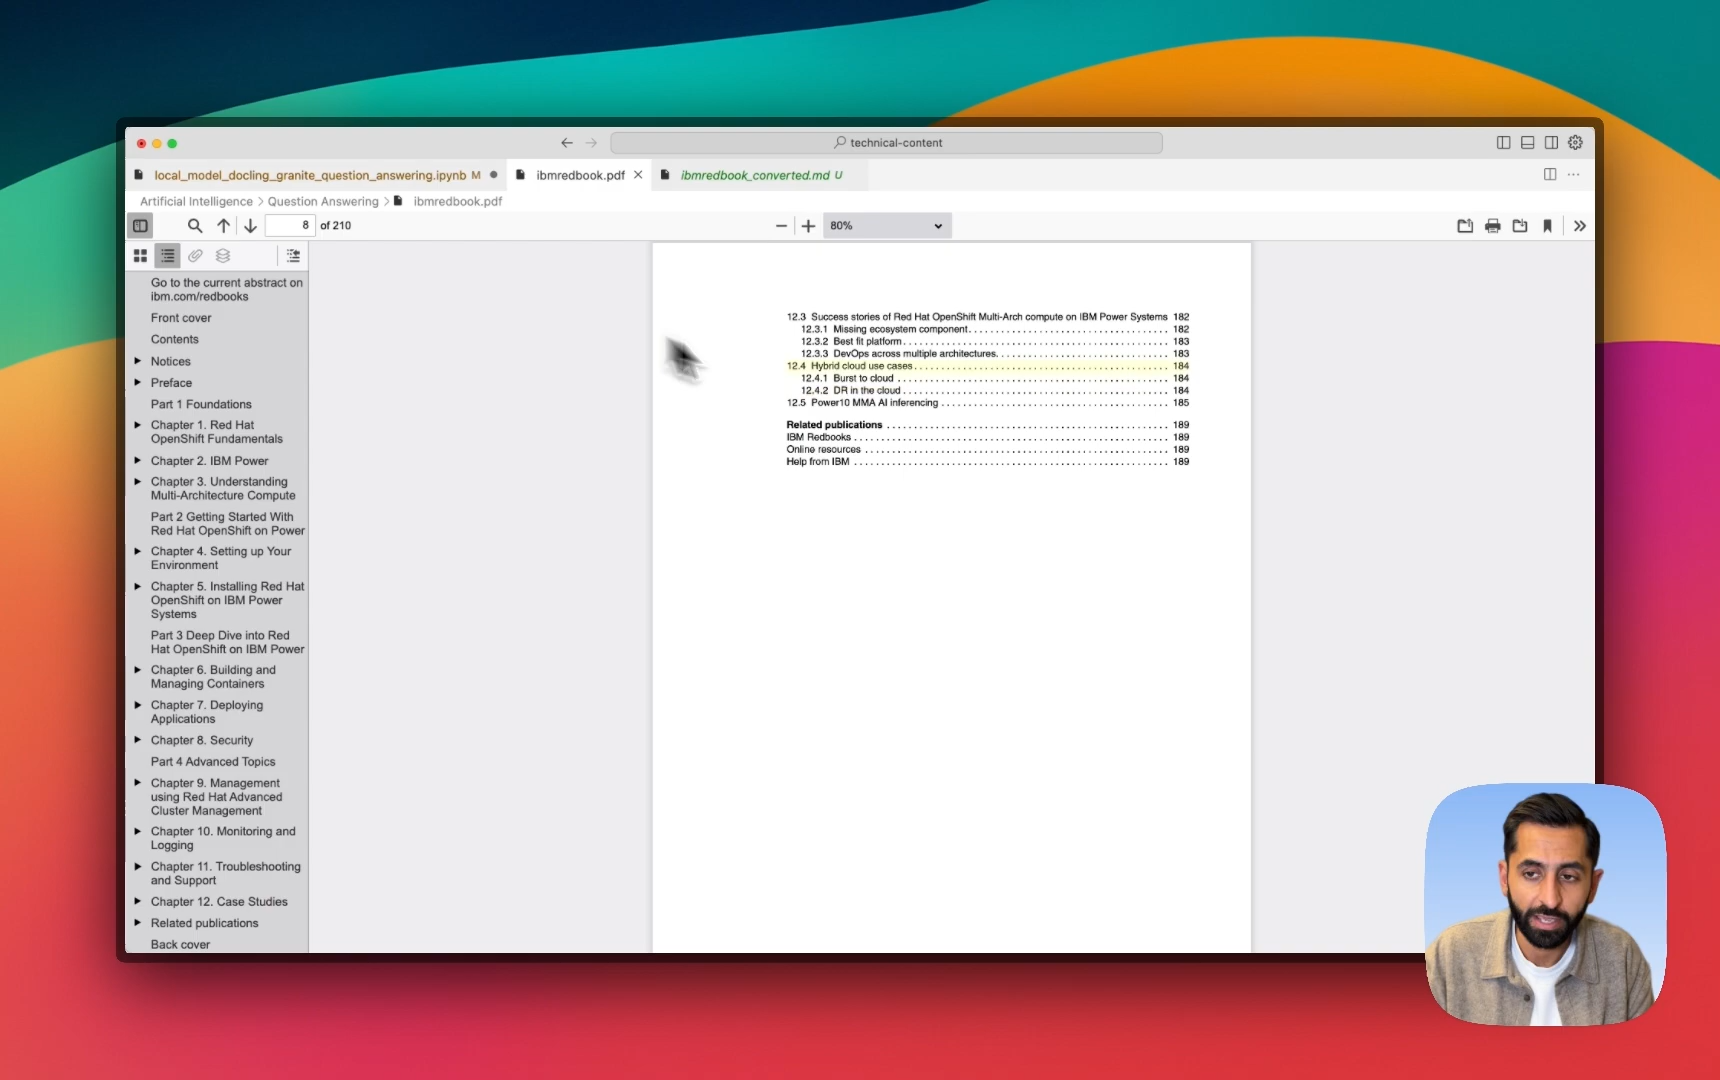 technical-content
local_model_docling_granite_question_answering.ipynb M
ibmredbook.pdf
ibmredbook_converted.md U
Artificial Intelligence > Question Answering > ibmredbook.pdf
8 of 210
80%
Go to the current abstract on
ibm.com/redbooks
Front cover
Contents
Notices
Preface
Part 1 Foundations
Chapter 1. Red Hat
OpenShift Fundamentals
Chapter 2. IBM Power
Chapter 3. Understanding
Multi-Architecture Compute
Part 2 Getting Started With
Red Hat OpenShift on Power
Chapter 4. Setting up Your
Environment
Chapter 5. Installing Red Hat
OpenShift on IBM Power
Systems
Part 3 Deep Dive into Red
Hat OpenShift on IBM Power
Chapter 6. Building and
Managing Containers
Chapter 7. Deploying
Applications
Chapter 8. Security
Part 4 Advanced Topics
Chapter 9. Management
using Red Hat Advanced
Cluster Management
Chapter 10. Monitoring and
Logging
Chapter 11. Troubleshooting
and Support
Chapter 12. Case Studies
Related publications
Back cover
12.3 Success stories of Red Hat OpenShift Multi-Arch compute on IBM Power Systems 182
12.3.1 Missing ecosystem component. . . . . . . . . . . . . . . . . . . . . . . . . . . . . . . . . . . . . . 182
12.3.2 Best fit platform . . . . . . . . . . . . . . . . . . . . . . . . . . . . . . . . . . . . . . . . . . . . . . . . . . 183
12.3.3 DevOps across multiple architectures. . . . . . . . . . . . . . . . . . . . . . . . . . . . . . . . 183
12.4 Hybrid cloud use cases . . . . . . . . . . . . . . . . . . . . . . . . . . . . . . . . . . . . . . . . . . . . . . . . 184
12.4.1 Burst to cloud . . . . . . . . . . . . . . . . . . . . . . . . . . . . . . . . . . . . . . . . . . . . . . . . . . . 184
12.4.2 DR in the cloud . . . . . . . . . . . . . . . . . . . . . . . . . . . . . . . . . . . . . . . . . . . . . . . . . . 184
12.5 Power10 MMA AI inferencing . . . . . . . . . . . . . . . . . . . . . . . . . . . . . . . . . . . . . . . . . . . 185
Related publications . . . . . . . . . . . . . . . . . . . . . . . . . . . . . . . . . . . . . . . . . . . . . . . . . . . . 189
IBM Redbooks . . . . . . . . . . . . . . . . . . . . . . . . . . . . . . . . . . . . . . . . . . . . . . . . . . . . . . . . . 189
Online resources . . . . . . . . . . . . . . . . . . . . . . . . . . . . . . . . . . . . . . . . . . . . . . . . . . . . . . . 189
Help from IBM . . . . . . . . . . . . . . . . . . . . . . . . . . . . . . . . . . . . . . . . . . . . . . . . . . . . . . . . . 189